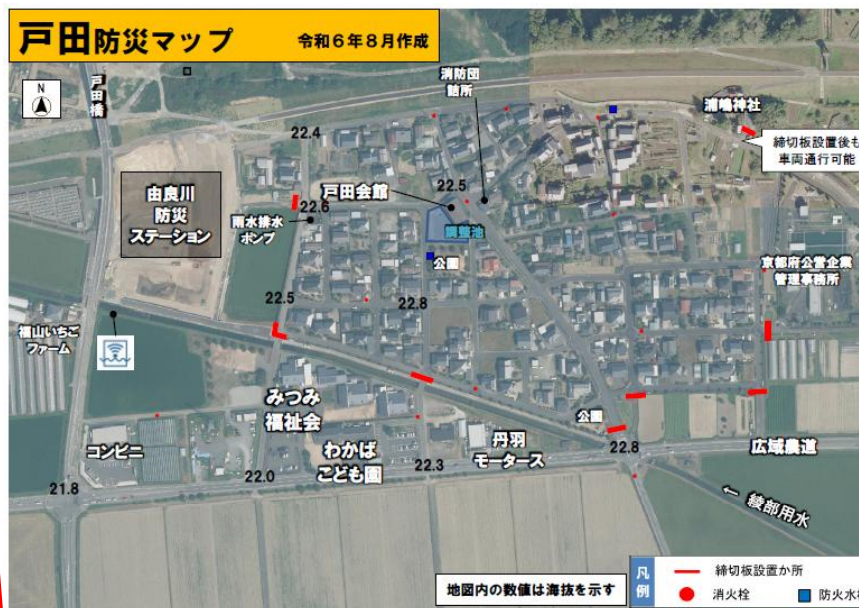 戸田防災マップ 令和6年8月作成
N
戸田橋
消防団
詰所
浦嶋神社
締切板設置後も
車両通行可能
22.4
由良川
防災
ステーション
戸田会館
22.5
22.6
雨水排水
ポンプ
調整池
公園
京都府公営企業
管理事務所
22.5
22.8
福山いちご
ファーム
みつみ
福祉会
公園
コンビニ
わかば
こども園
丹羽
モータース
22.8
広域農道
21.8
22.0
22.3
← 綾部用水
地図内の数値は海抜を示す
凡例
締切板設置か所
消火栓
防火水